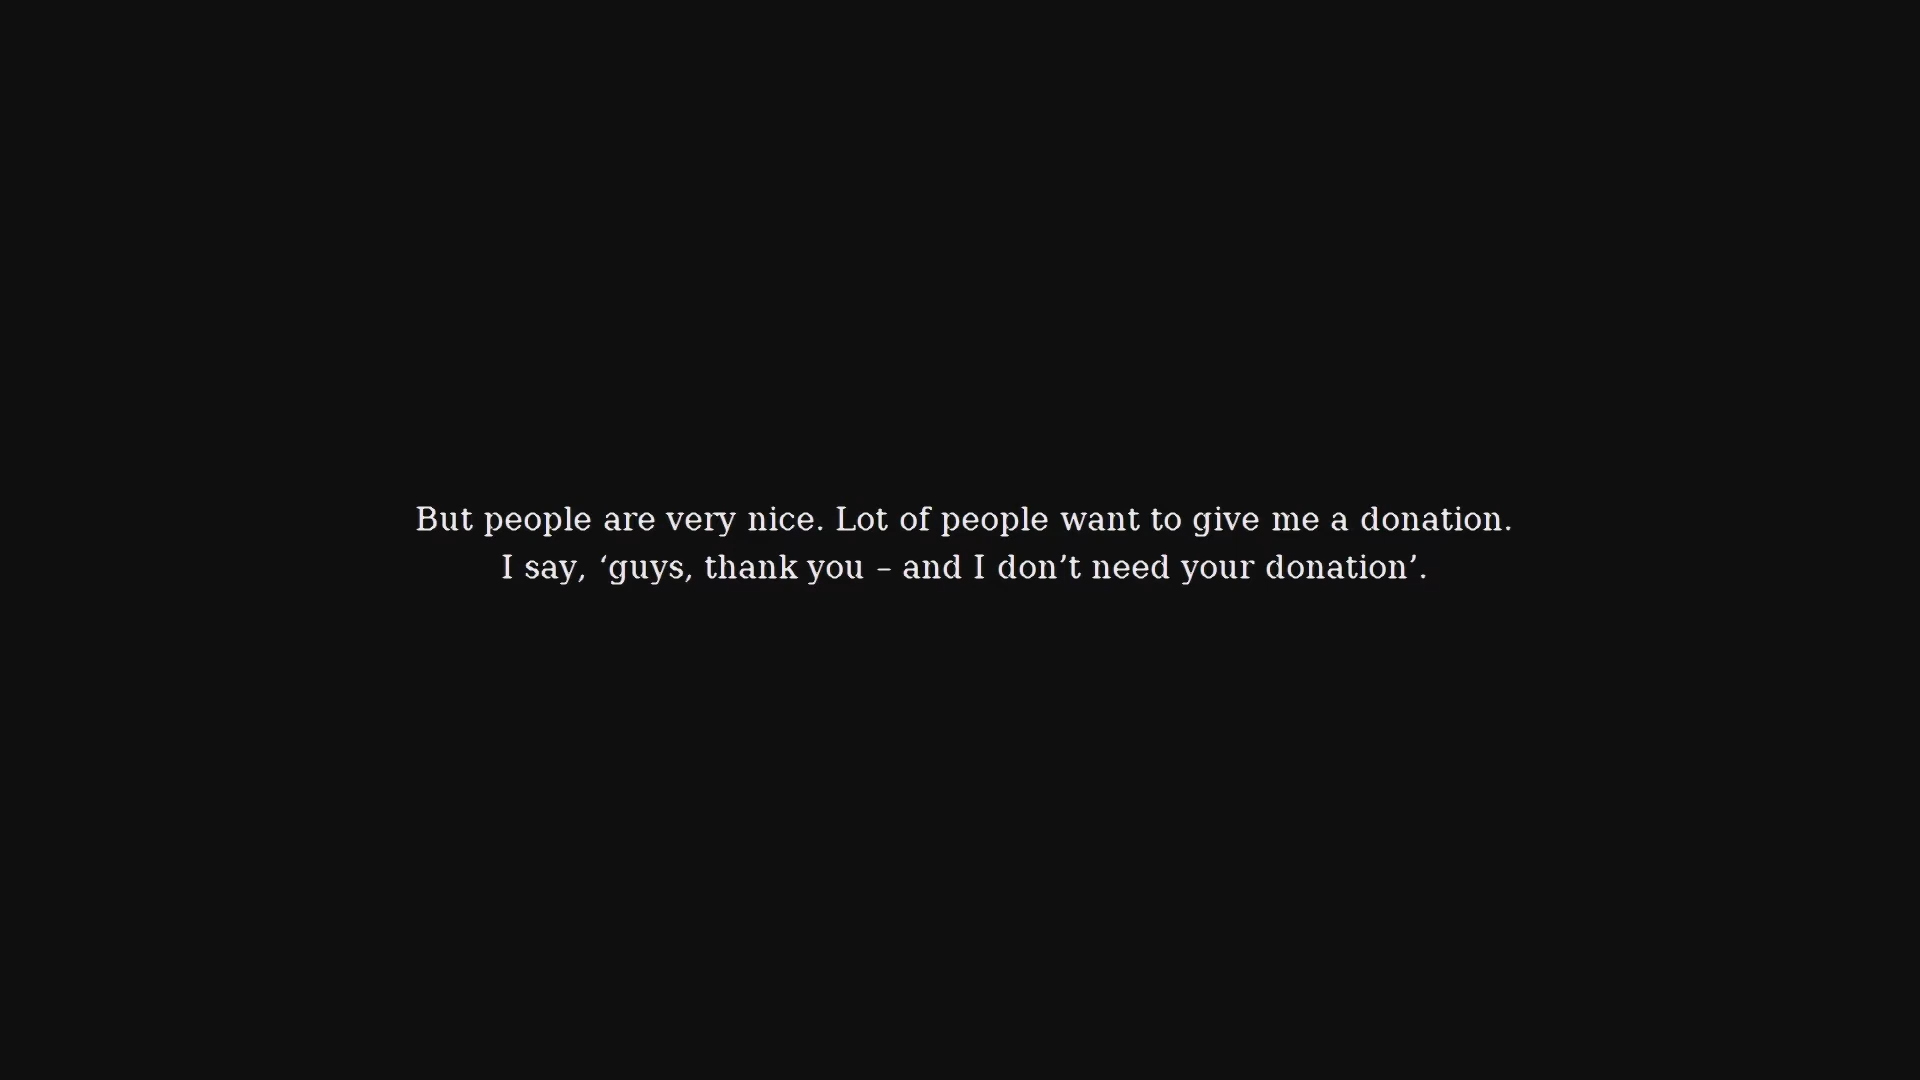 But people are very nice. Lot of people want to give me a donation.
I say, ‘guys, thank you – and I don’t need your donation’.